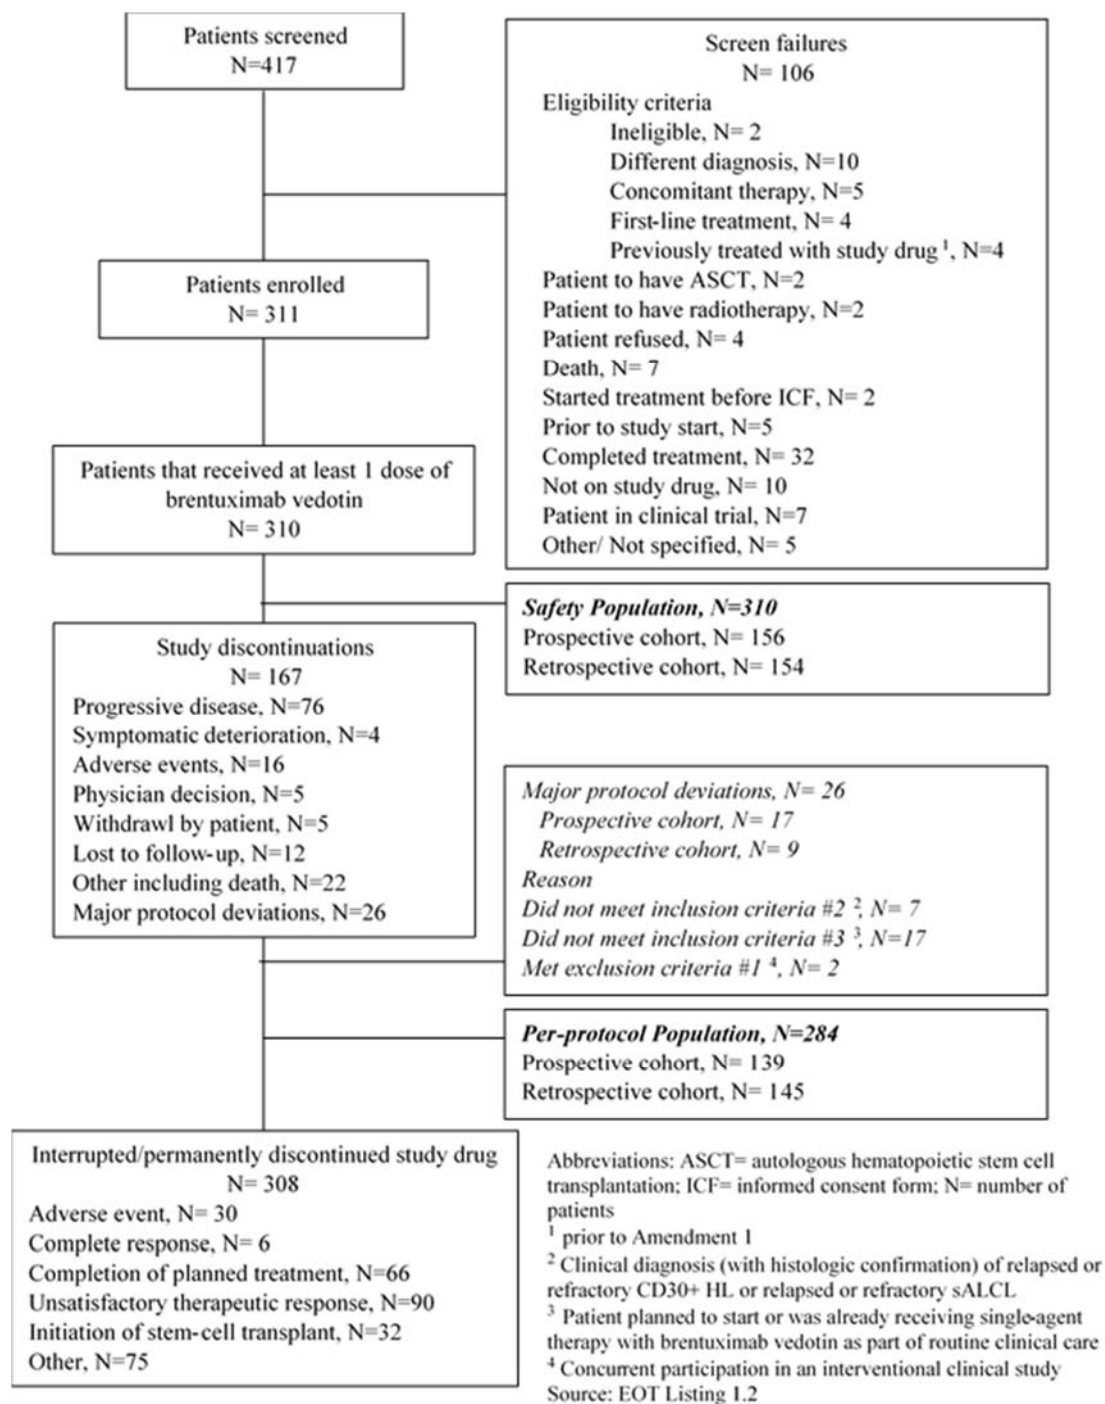 Patients screened
N=417
Screen failures
N= 106
Eligibility criteria
Ineligible, N= 2
Different diagnosis, N=10
Concomitant therapy, N=5
First-line treatment, N= 4
Previously treated with study drug 1, N=4
Patient to have ASCT, N=2
Patient to have radiotherapy, N=2
Patient refused, N= 4
Death, N= 7
Started treatment before ICF, N= 2
Prior to study start, N=5
Completed treatment, N= 32
Not on study drug, N= 10
Patient in clinical trial, N=7
Other/ Not specified, N= 5
Patients enrolled
N= 311
Patients that received at least 1 dose of
brentuximab vedotin
N= 310
Safety Population, N=310
Prospective cohort, N= 156
Retrospective cohort, N= 154
Study discontinuations
N= 167
Progressive disease, N=76
Symptomatic deterioration, N=4
Adverse events, N=16
Physician decision, N=5
Withdrawl by patient, N=5
Lost to follow-up, N=12
Other including death, N=22
Major protocol deviations, N=26
Major protocol deviations, N= 26
Prospective cohort, N= 17
Retrospective cohort, N= 9
Reason
Did not meet inclusion criteria #2 2, N= 7
Did not meet inclusion criteria #3 3, N=17
Met exclusion criteria #1 4, N= 2
Per-protocol Population, N=284
Prospective cohort, N= 139
Retrospective cohort, N= 145
Interrupted/permanently discontinued study drug
N= 308
Adverse event, N= 30
Complete response, N= 6
Completion of planned treatment, N=66
Unsatisfactory therapeutic response, N=90
Initiation of stem-cell transplant, N=32
Other, N=75
Abbreviations: ASCT= autologous hematopoietic stem cell
transplantation; ICF= informed consent form; N= number of
patients
1 prior to Amendment 1
2 Clinical diagnosis (with histologic confirmation) of relapsed or
refractory CD30+ HL or relapsed or refractory sALCL
3 Patient planned to start or was already receiving single-agent
therapy with brentuximab vedotin as part of routine clinical care
4 Concurrent participation in an interventional clinical study
Source: EOT Listing 1.2